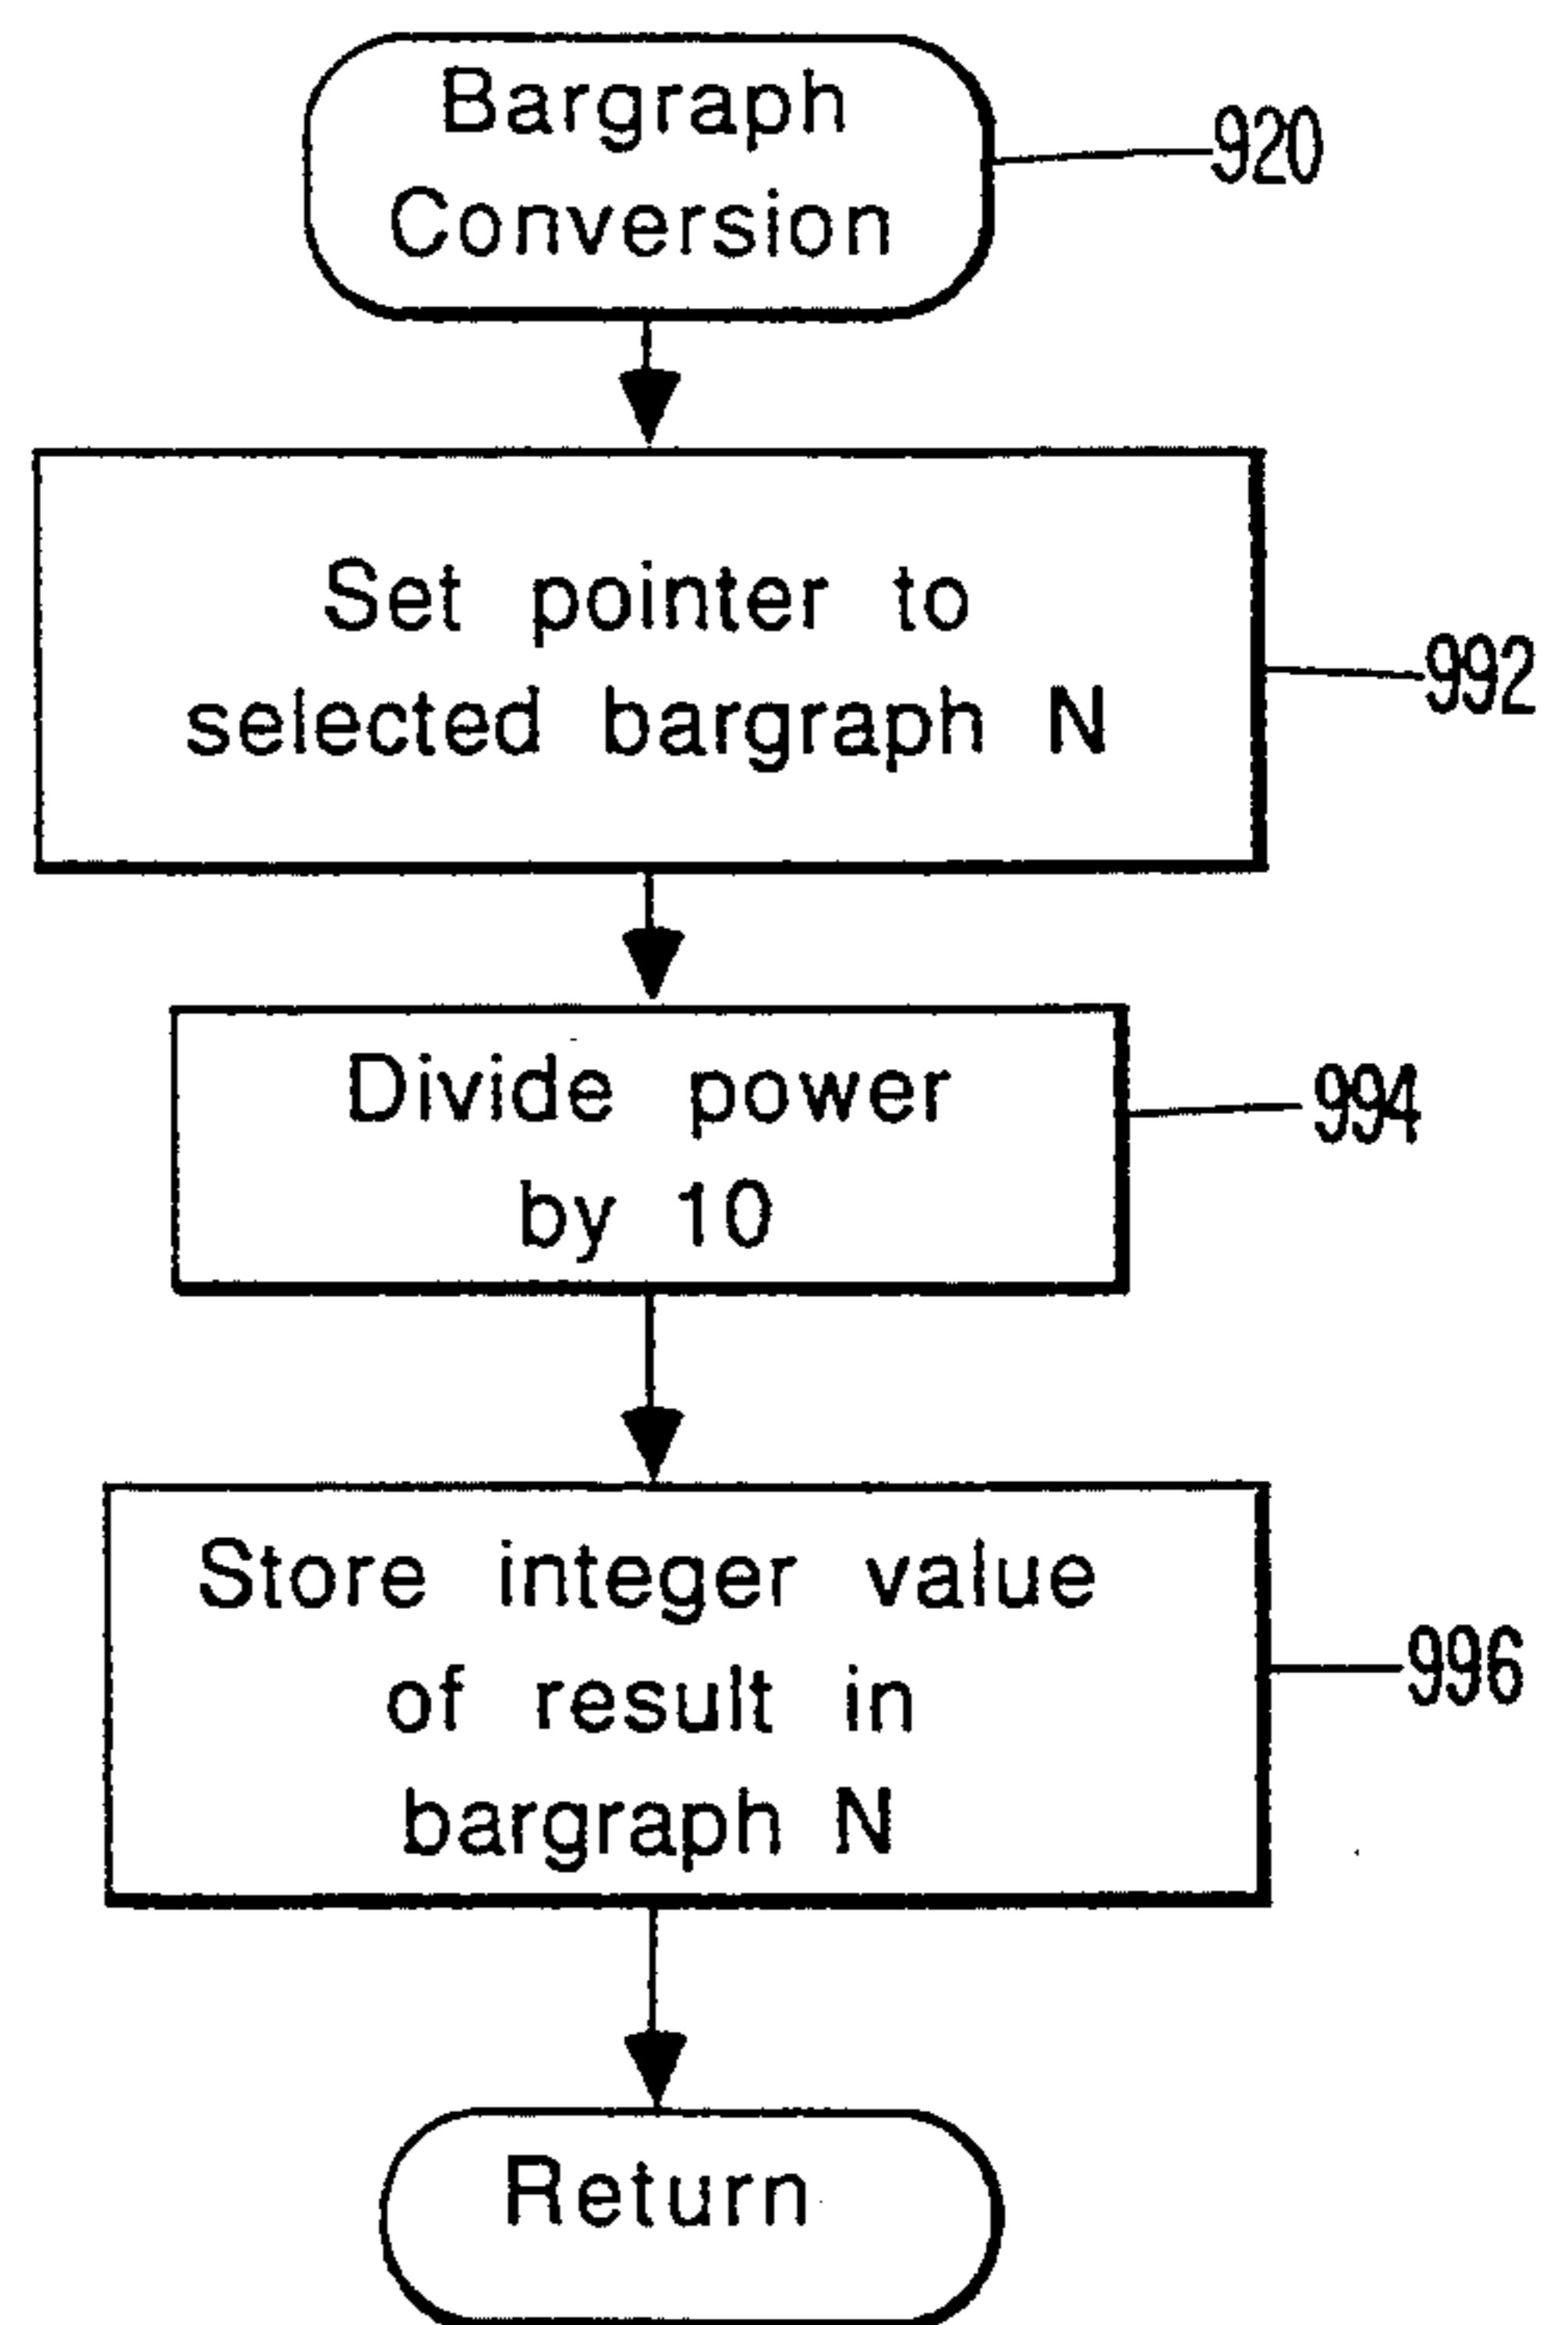 Bargraph
Conversion
920
Set pointer to
selected bargraph N
992
Divide power
by 10
994
Store integer value
of result in
bargraph N
996
Return